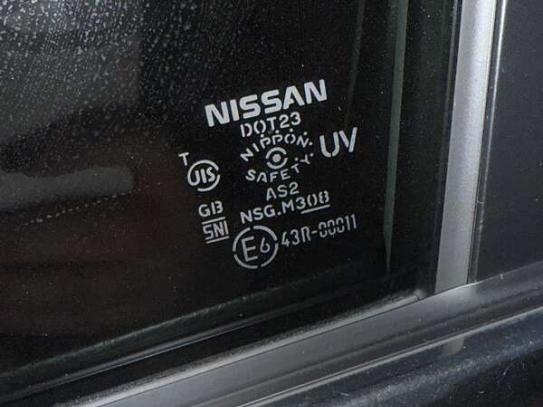 NISSAN
DOT23
NIPPON
SAFETY
UV
T
JIS
AS2
GB
NSG.M308
SNI
E6 43R-00011